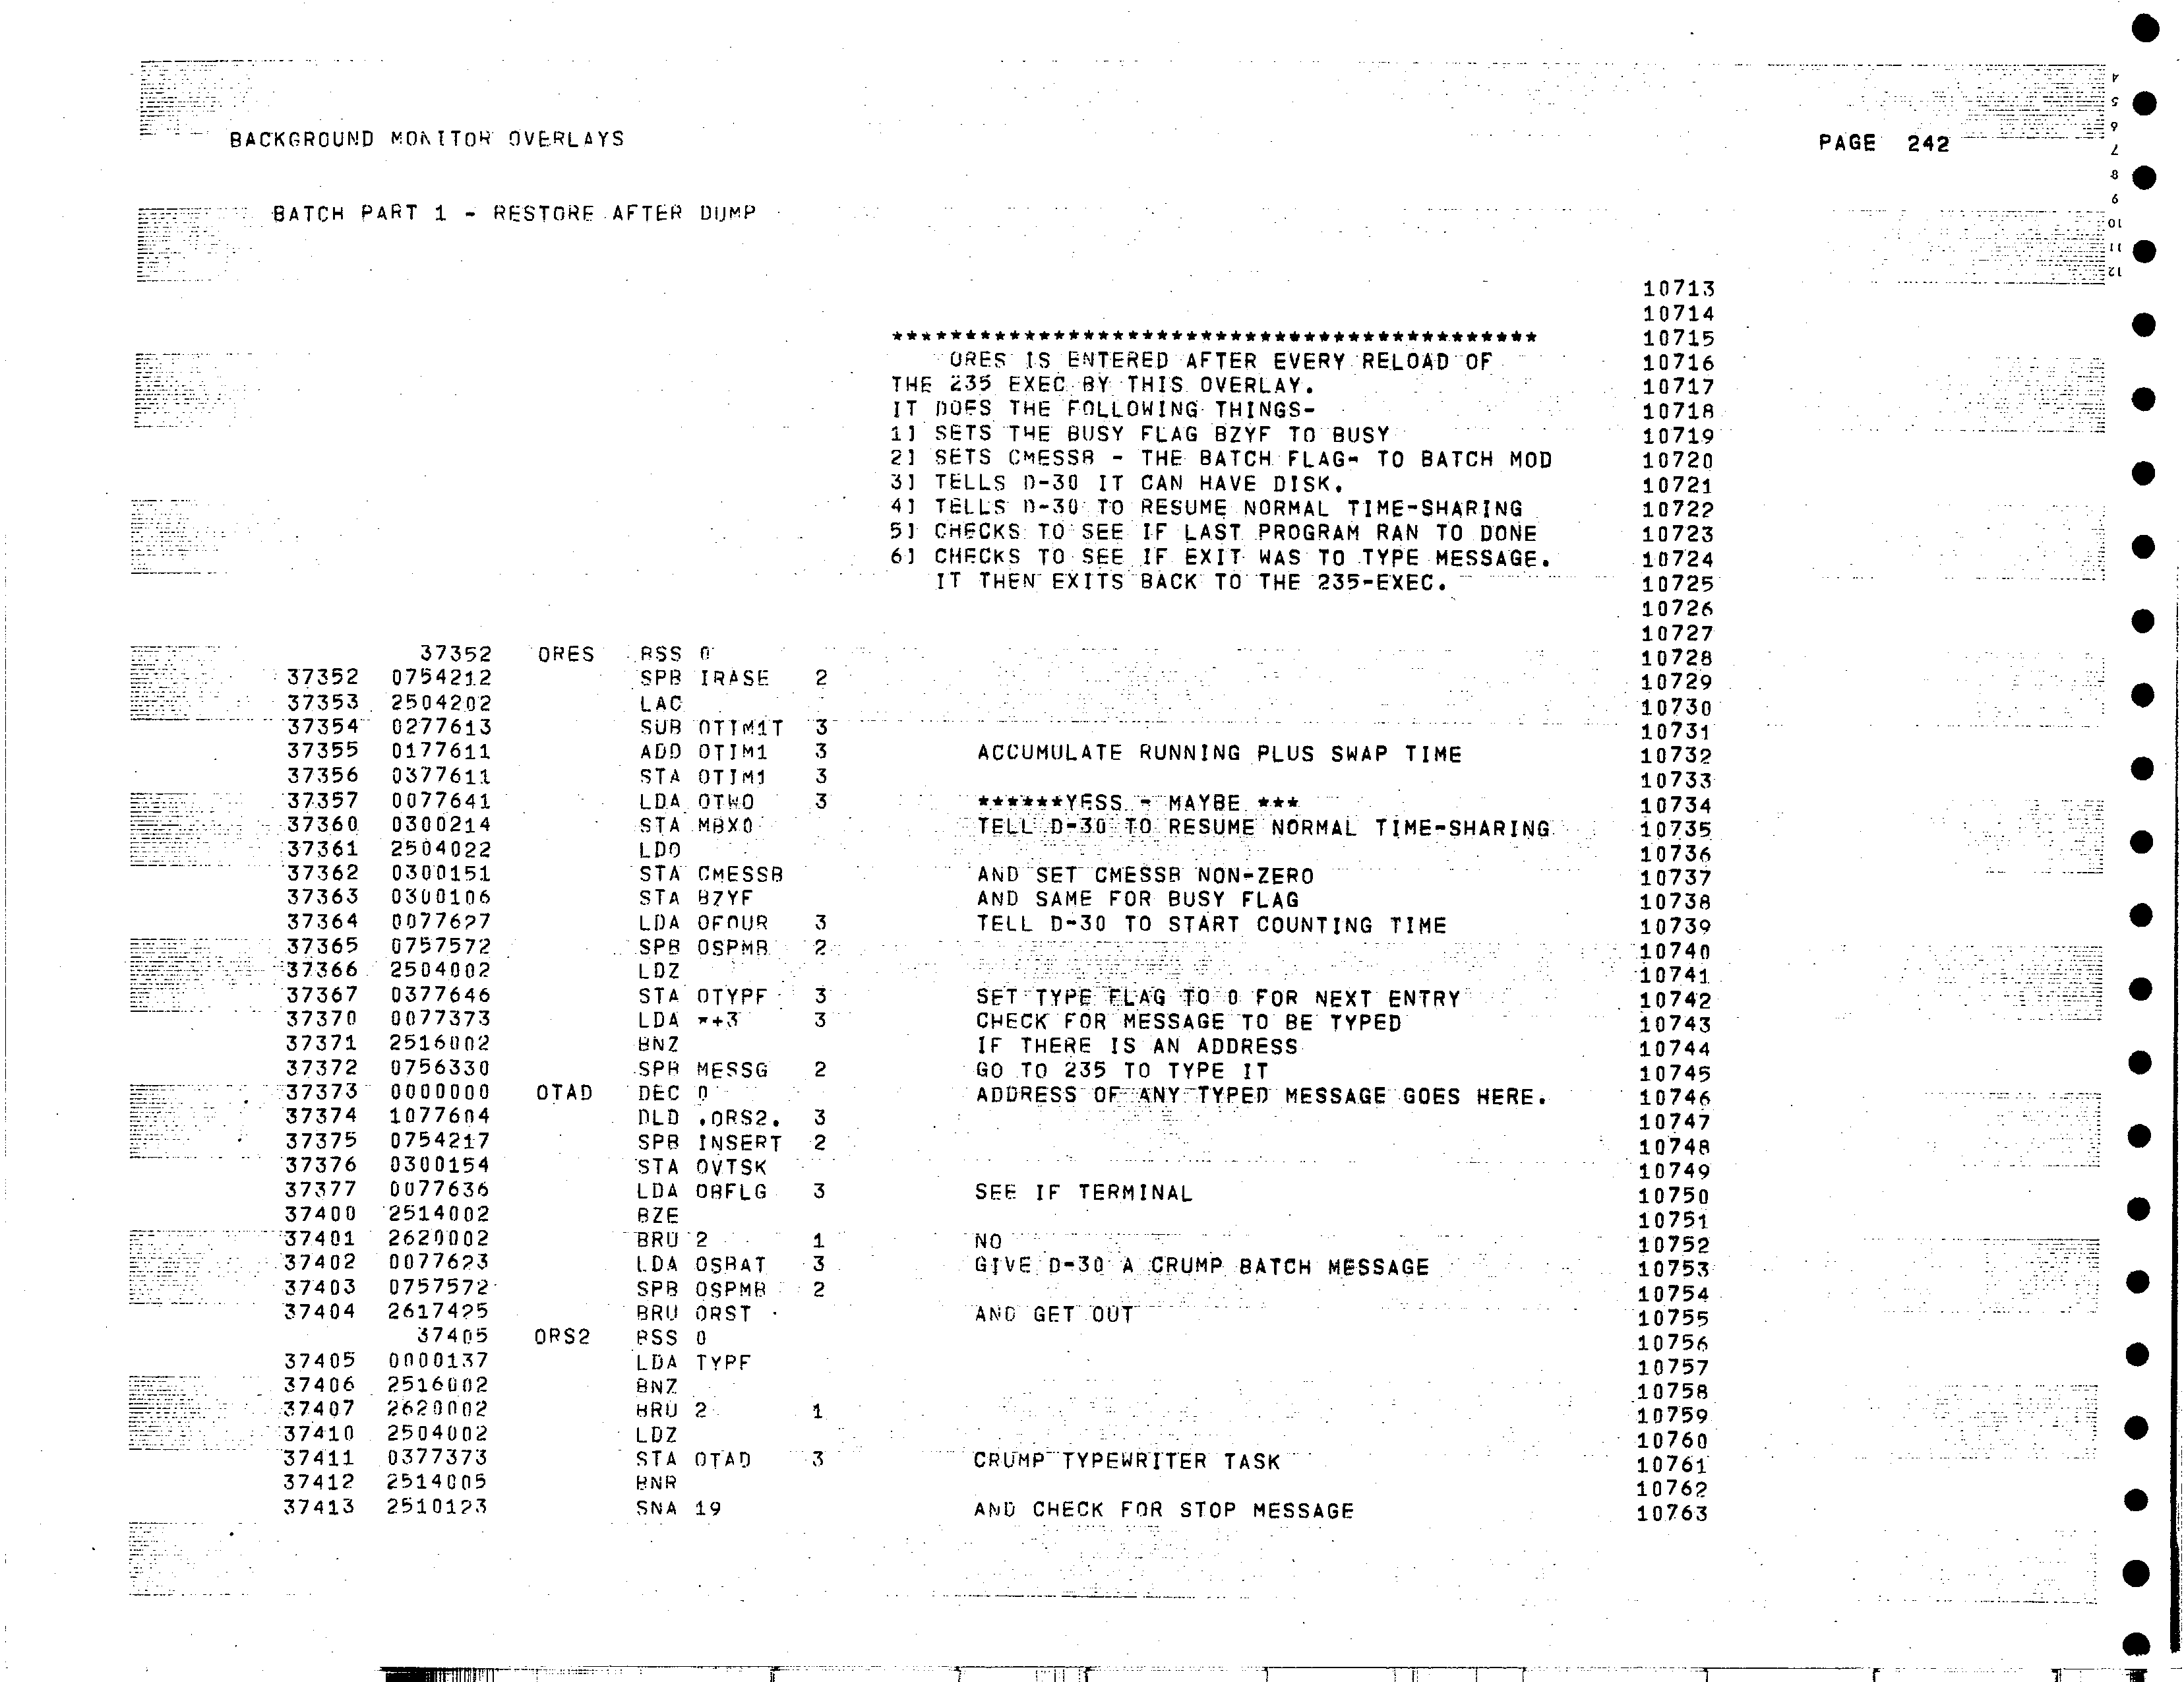 BACKGROUND MONITOR OVERLAYS PAGE 242
BATCH PART 1 - RESTORE AFTER DUMP
4
5
6
7
8
9
10
11
12
10713
10714
******************************************** 10715
ORES IS ENTERED AFTER EVERY RELOAD OF 10716
THE 235 EXEC BY THIS OVERLAY. 10717
IT DOES THE FOLLOWING THINGS- 10718
1] SETS THE BUSY FLAG BZYF TO BUSY 10719
2] SETS CMESSB - THE BATCH FLAG- TO BATCH MOD 10720
3] TELLS D-30 IT CAN HAVE DISK. 10721
4] TELLS D-30 TO RESUME NORMAL TIME-SHARING 10722
5] CHECKS TO SEE IF LAST PROGRAM RAN TO DONE 10723
6] CHECKS TO SEE IF EXIT WAS TO TYPE MESSAGE. 10724
IT THEN EXITS BACK TO THE 235-EXEC. 10725
10726
10727
37352 ORES BSS 0 10728
37352 0754212 SPB IRASE 2 10729
37353 2504202 LAC 10730
37354 0277613 SUB OTIM1T 3 10731
37355 0177611 ADD OTIM1 3 ACCUMULATE RUNNING PLUS SWAP TIME 10732
37356 0377611 STA OTIM1 3 10733
37357 0077641 LDA OTWO 3 ******YESS - MAYBE *** 10734
37360 0300214 STA MBX0 TELL D-30 TO RESUME NORMAL TIME-SHARING 10735
37361 2504022 LDO 10736
37362 0300151 STA CMESSB AND SET CMESSB NON-ZERO 10737
37363 0300106 STA BZYF AND SAME FOR BUSY FLAG 10738
37364 0077627 LDA OFOUR 3 TELL D-30 TO START COUNTING TIME 10739
37365 0757572 SPB OSPMB 2 10740
37366 2504002 LDZ 10741
37367 0377646 STA OTYPF 3 SET TYPE FLAG TO 0 FOR NEXT ENTRY 10742
37370 0077373 LDA *+3 3 CHECK FOR MESSAGE TO BE TYPED 10743
37371 2516002 BNZ IF THERE IS AN ADDRESS 10744
37372 0756330 SPB MESSG 2 GO TO 235 TO TYPE IT 10745
37373 0000000 OTAD DEC 0 ADDRESS OF ANY TYPED MESSAGE GOES HERE. 10746
37374 1077604 DLD .ORS2. 3 10747
37375 0754217 SPB INSERT 2 10748
37376 0300154 STA OVTSK 10749
37377 0077636 LDA OBFLG 3 SEE IF TERMINAL 10750
37400 2514002 BZE 10751
37401 2620002 BRU 2 1 NO 10752
37402 0077623 LDA OSBAT 3 GIVE D-30 A CRUMP BATCH MESSAGE 10753
37403 0757572 SPB OSPMB 2 10754
37404 2617425 BRU ORST AND GET OUT 10755
37405 ORS2 BSS 0 10756
37405 0000137 LDA TYPF 10757
37406 2516002 BNZ 10758
37407 2620002 BRU 2 1 10759
37410 2504002 LDZ 10760
37411 0377373 STA OTAD 3 CRUMP TYPEWRITER TASK 10761
37412 2514005 BNR 10762
37413 2510123 SNA 19 AND CHECK FOR STOP MESSAGE 10763